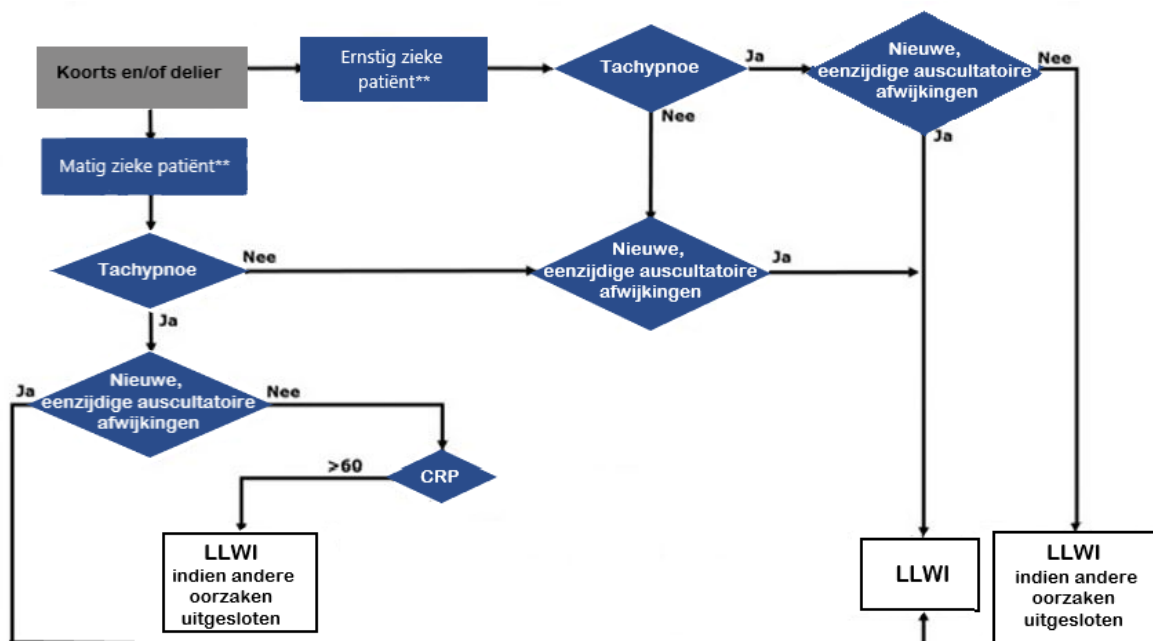 Koorts en/of delier
Ernstig zieke
patiënt**
Tachypnoe
Ja
Nieuwe,
eenzijdige auscultatoire
afwijkingen
Nee
Nee
Ja
Matig zieke patiënt**
Tachypnoe
Nee
Nieuwe,
eenzijdige auscultatoire
afwijkingen
Ja
Ja
Ja
Nieuwe,
eenzijdige auscultatoire
afwijkingen
Nee
>60
CRP
LLWI
indien andere
oorzaken
uitgesloten
LLWI
LLWI
indien andere
oorzaken
uitgesloten